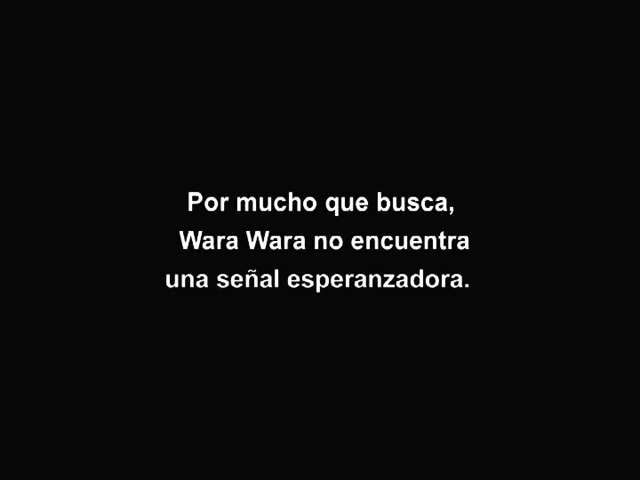 Por mucho que busca,
Wara Wara no encuentra
una señal esperanzadora.